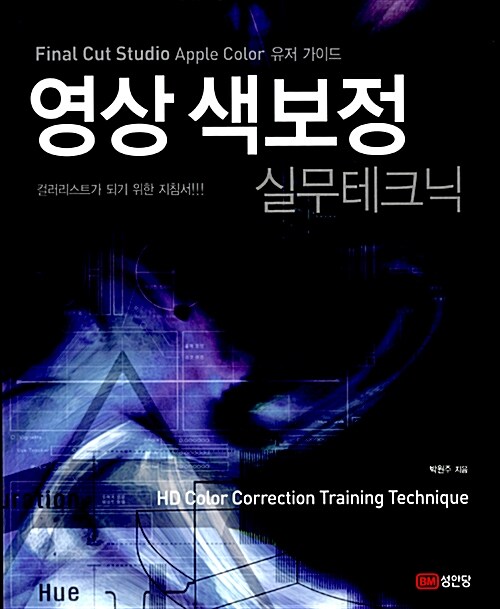 Final Cut Studio Apple Color 유저 가이드
영상 색보정
실무테크닉
컬러리스트가 되기 위한 지침서!!!
박원주 지음
HD Color Correction Training Technique
Hue
BM 성안당